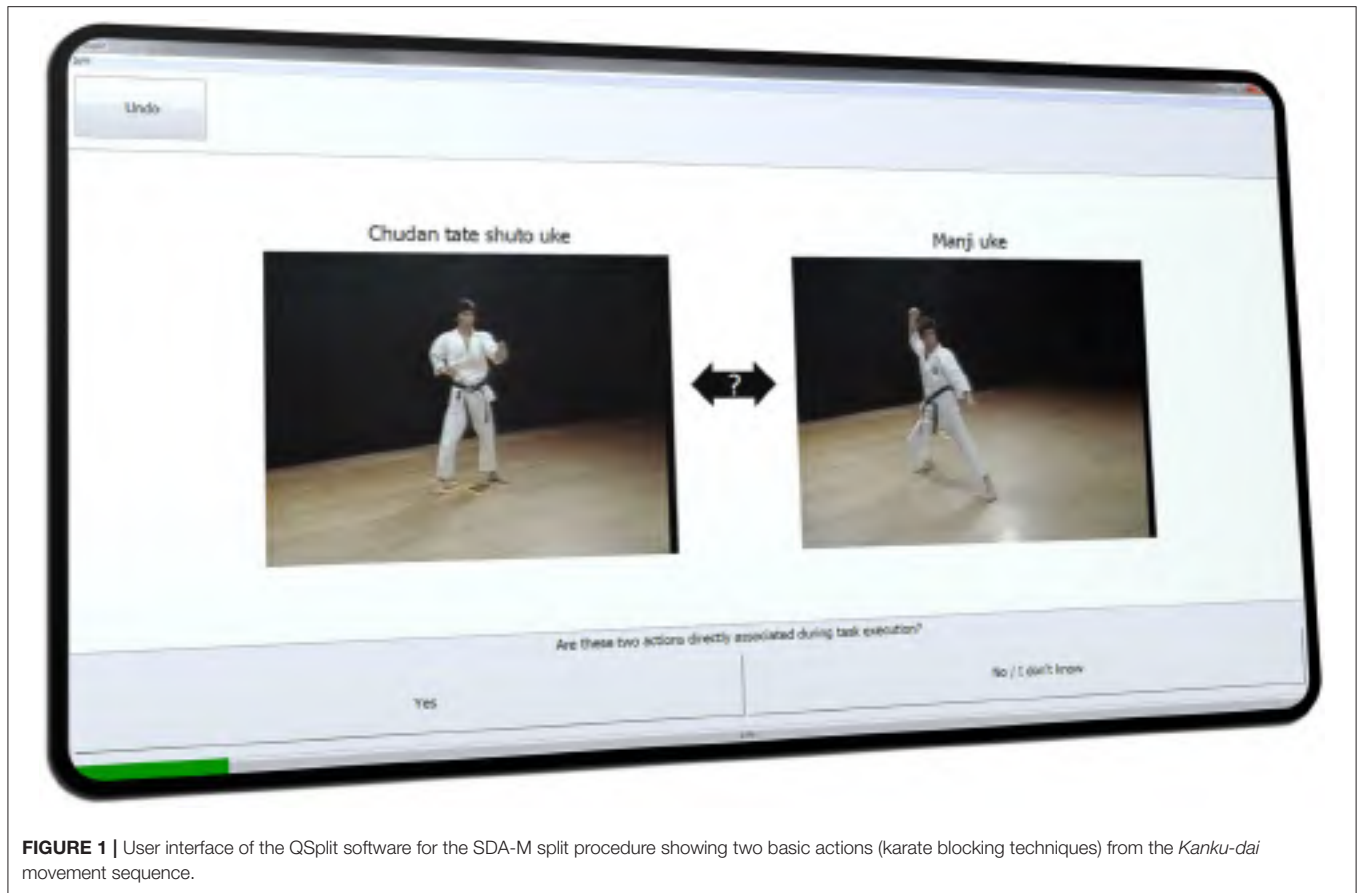 Undo
Chudan tate shuto uke
Manji uke
?
Are these two actions directly associated during task execution?
Yes
No / I don't know
FIGURE 1 | User interface of the QSplit software for the SDA-M split procedure showing two basic actions (karate blocking techniques) from the Kanku-dai
movement sequence.